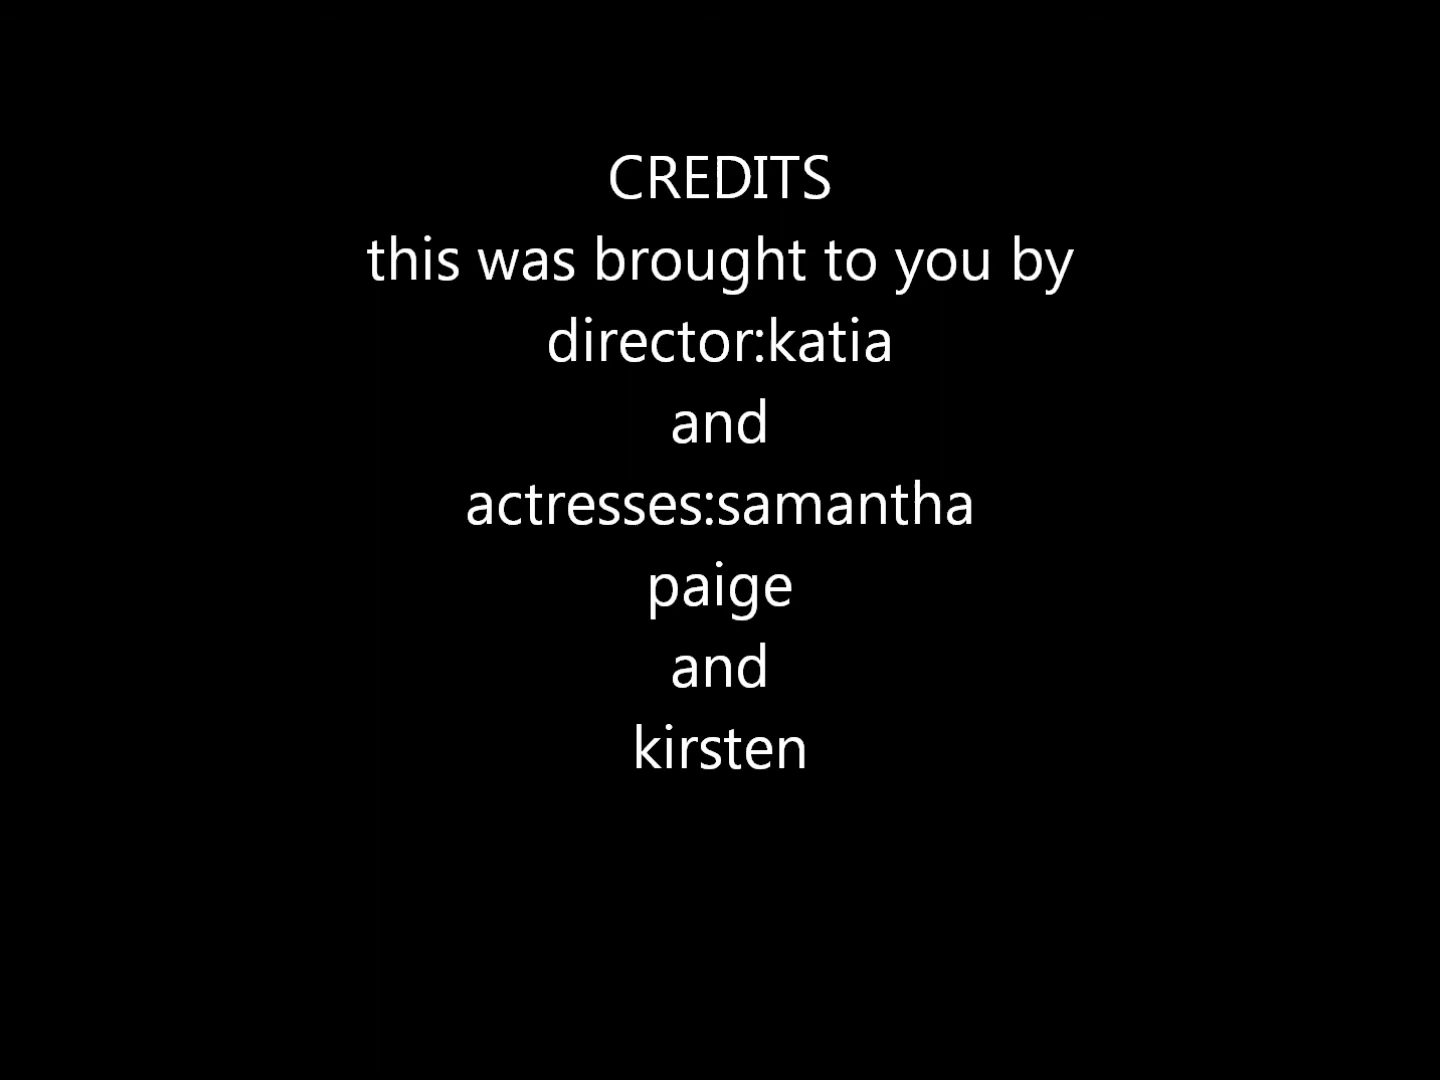 CREDITS
this was brought to you by
director:katia
and
actresses:samantha
paige
and
kirsten